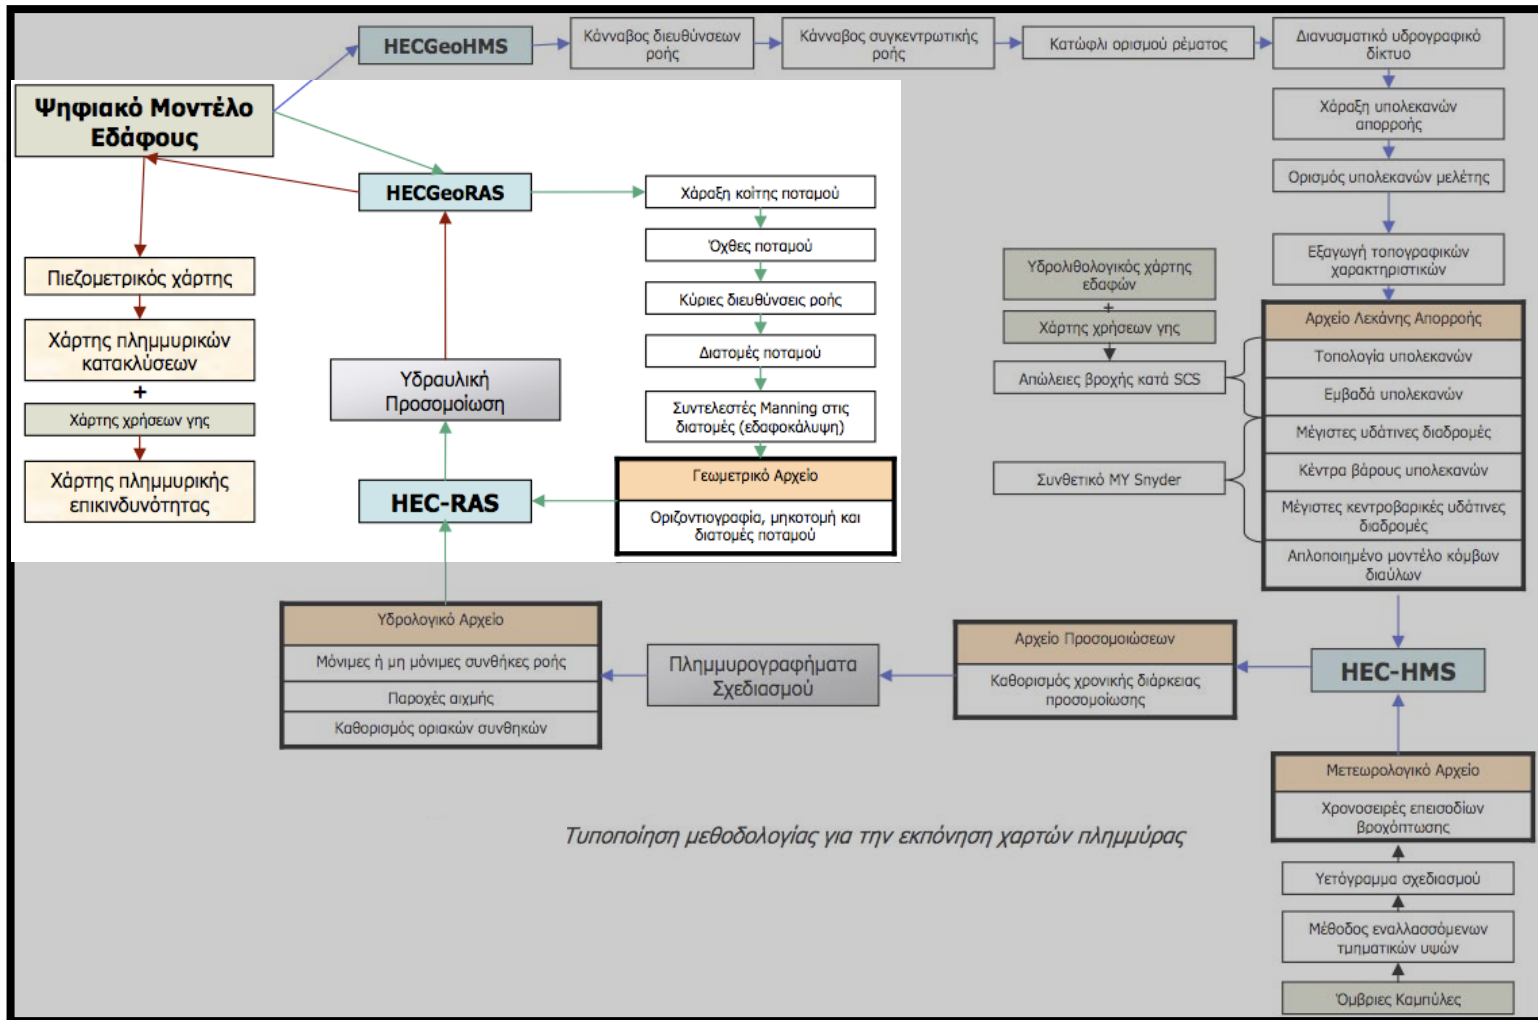 HECGeoHMS
Κάνναβος διευθύνσεων
ροής
Κάνναβος συγκεντρωτικής
ροής
Κατώφλι ορισμού ρέματος
Διανυσματικό υδρογραφικό
δίκτυο
Χάραξη υπολεκανών
απορροής
Ορισμός υπολεκανών μελέτης
Εξαγωγή τοπογραφικών
χαρακτηριστικών
Ψηφιακό Μοντέλο
Εδάφους
HECGeoRAS
Χάραξη κοίτης ποταμού
Όχθες ποταμού
Κύριες διευθύνσεις ροής
Διατομές ποταμού
Συντελεστές Manning στις
διατομές (εδαφοκάλυψη)
Γεωμετρικό Αρχείο
Οριζοντιογραφία, μηκοτομή και
διατομές ποταμού
Πιεζομετρικός χάρτης
Χάρτης πλημμυρικών
κατακλύσεων
+
Χάρτης χρήσεων γης
Χάρτης πλημμυρικής
επικινδυνότητας
Υδραυλική
Προσομοίωση
HEC-RAS
Υδρολιθολογικός χάρτης
εδαφών
+
Χάρτης χρήσεων γης
Απώλειες βροχής κατά SCS
Συνθετικό ΜΥ Snyder
Αρχείο Λεκάνης Απορροής
Τοπολογία υπολεκανών
Εμβαδά υπολεκανών
Μέγιστες υδάτινες διαδρομές
Κέντρα βάρους υπολεκανών
Μέγιστες κεντροβαρικές υδάτινες
διαδρομές
Απλοποιημένο μοντέλο κόμβων
διαύλων
Υδρολογικό Αρχείο
Μόνιμες ή μη μόνιμες συνθήκες ροής
Παροχές αιχμής
Καθορισμός οριακών συνθηκών
Πλημμυρογραφήματα
Σχεδιασμού
Αρχείο Προσομοιώσεων
Καθορισμός χρονικής διάρκειας
προσομοίωσης
HEC-HMS
Μετεωρολογικό Αρχείο
Χρονοσειρές επεισοδίων
βροχόπτωσης
Υετόγραμμα σχεδιασμού
Μέθοδος εναλλασσόμενων
τμηματικών υψών
Όμβριες Καμπύλες
Τυποποίηση μεθοδολογίας για την εκπόνηση χαρτών πλημμύρας